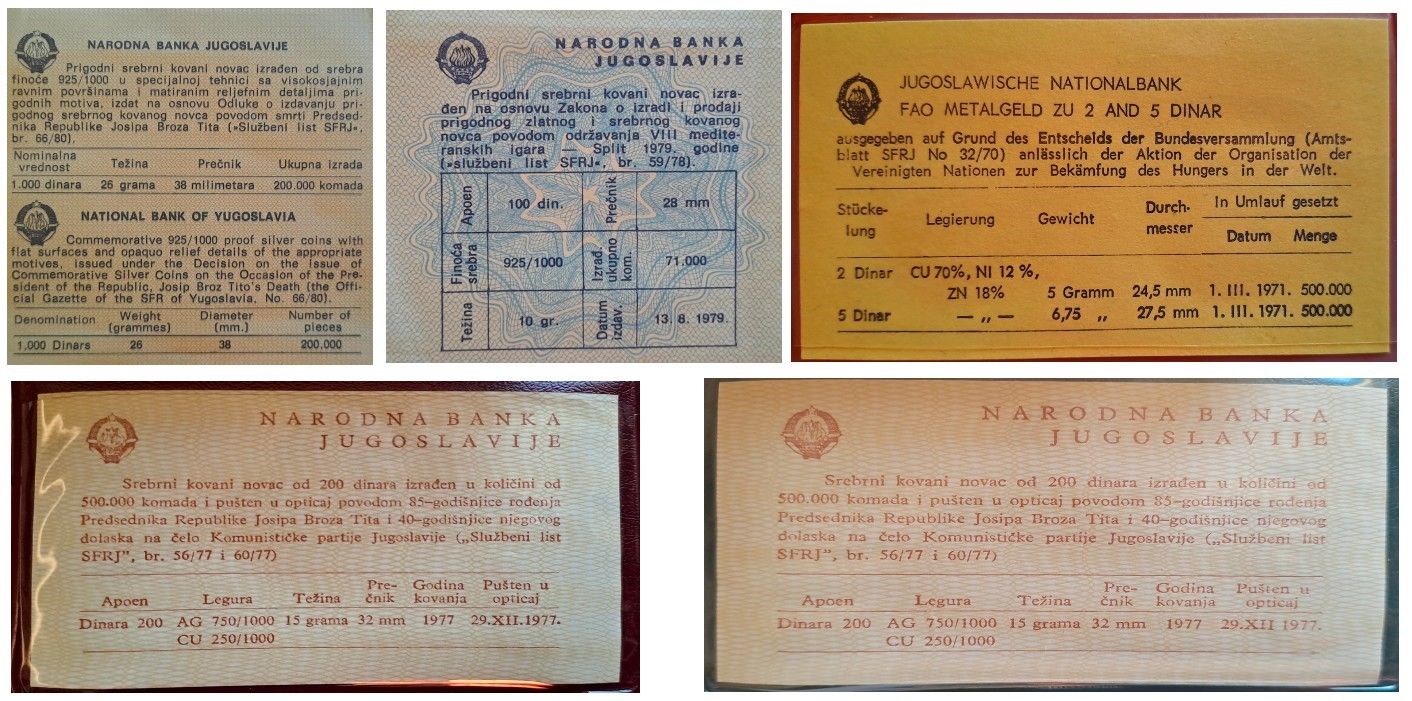 NARODNA BANKA JUGOSLAVIJE
Prigodni srebrni kovani novac izrađen od srebra
finoće 925/1000 u specijalnoj tehnici sa visokosjajnim
ravnim površinama i matiranim reljefnim detaljima pri-
godnih motiva, izdat na osnovu Odluke o izdavanju pri-
godnog srebrnog kovanog novca povodom smrti Predsed-
nika Republike Josipa Broza Tita (»Službeni list SFRJ«,
br. 66/80).
Nominalna vrednost Težina Prečnik Ukupna izrada
1.000 dinara 26 grama 38 milimetara 200.000 komada
NATIONAL BANK OF YUGOSLAVIA
Commemorative 925/1000 proof silver coins with
flat surfaces and opaquo relief details of the appropriate
motives, issued under the Decision on the Issue of
Commemorative Silver Coins on the Occasion of the Pre-
sident of the Republic, Josip Broz Tito's Death (the Offi-
cial Gazette of the SFR of Yugoslavia, No. 66/80).
Denomination Weight (grammes) Diameter (mm.) Number of pieces
1,000 Dinars 26 38 200,000
NARODNA BANKA
JUGOSLAVIJE
Prigodni srebrni kovani novac izra-
đen na osnovu Zakona o izradi i prodaji
prigodnog zlatnog i srebrnog kovanog
novca povodom održavanja VIII medite-
ranskih igara — Split 1979. godine
(»službeni list SFRJ«, br. 59/78).
Apoen 100 din. Prečnik 28 mm
Finoća srebra 925/1000 Izrađ. ukupno kom. 71.000
Težina 10 gr. Datum izdav. 13. 8. 1979.
JUGOSLAWISCHE NATIONALBANK
FAO METALGELD ZU 2 AND 5 DINAR
ausgegeben auf Grund des Entscheids der Bundesversammlung (Amts-
blatt SFRJ No 32/70) anlässlich der Aktion der Organisation der
Vereinigten Nationen zur Bekämfung des Hungers in der Welt.
Stücke-lung Legierung Gewicht Durch-messer In Umlauf gesetzt
Datum Menge
2 Dinar CU 70%, NI 12 %,
ZN 18% 5 Gramm 24,5 mm 1. III. 1971. 500.000
5 Dinar — „ — 6,75 „ 27,5 mm 1. III. 1971. 500.000
NARODNA BANKA
JUGOSLAVIJE
Srebrni kovani novac od 200 dinara izrađen u količini od
500.000 komada i pušten u opticaj povodom 85–godišnjice rođenja
Predsednika Republike Josipa Broza Tita i 40–godišnjice njegovog
dolaska na čelo Komunističke partije Jugoslavije („Službeni list
SFRJ”, br. 56/77 i 60/77)
Apoen Legura Težina Pre-čnik Godina kovanja Pušten u opticaj
Dinara 200 AG 750/1000 15 grama 32 mm 1977 29.XII.1977.
CU 250/1000
NARODNA BANKA
JUGOSLAVIJE
Srebrni kovani novac od 200 dinara izrađen u količini od
500.000 komada i pušten u opticaj povodom 85–godišnjice rođenja
Predsednika Republike Josipa Broza Tita i 40–godišnjice njegovog
dolaska na čelo Komunističke partije Jugoslavije („Službeni list
SFRJ”, br. 56/77 i 60/77)
Apoen Legura Težina Pre-čnik Godina kovanja Pušten u opticaj
Dinara 200 AG 750/1000 15 grama 32 mm 1977 29.XII 1977.
CU 250/1000